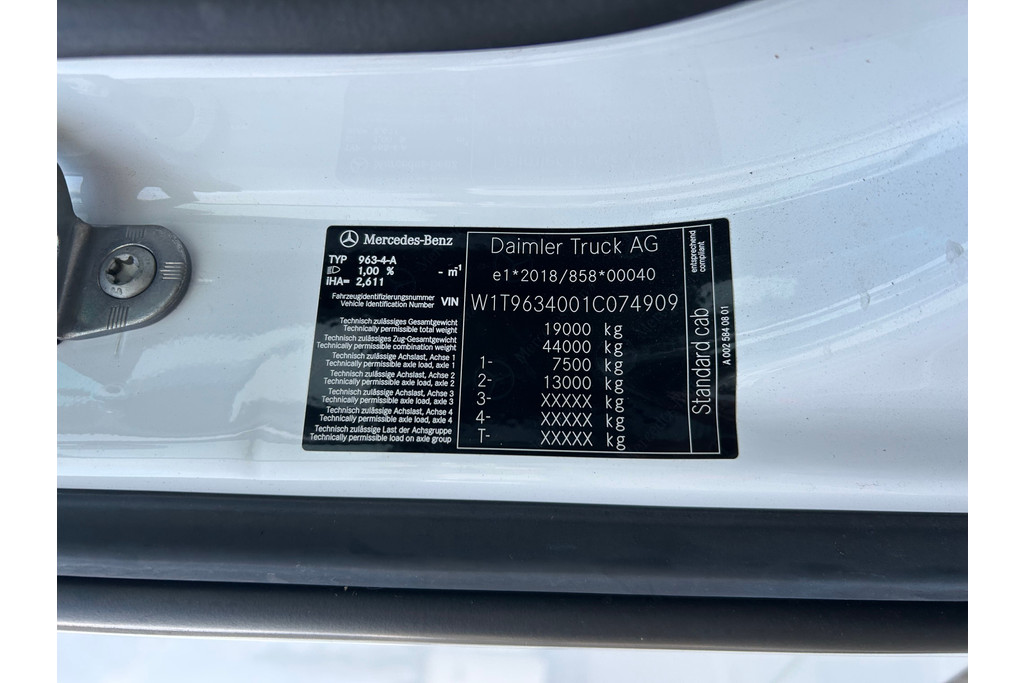 Mercedes-Benz
TYP 963-4-A
1,00 % - m⁻¹
IHA= 2,611
Fahrzeugidentifizierungsnummer
Vehicle Identification Number VIN
Technisch zulässiges Gesamtgewicht
Technically permissible total weight
Technisch zulässiges Zug-Gesamtgewicht
Technically permissible combination weight
Technisch zulässige Achslast, Achse 1
Technically permissible axle load, axle 1
Technisch zulässige Achslast, Achse 2
Technically permissible axle load, axle 2
Technisch zulässige Achslast, Achse 3
Technically permissible axle load, axle 3
Technisch zulässige Achslast, Achse 4
Technically permissible axle load, axle 4
Technisch zulässige Last der Achsgruppe
Technically permissible load on axle group
Daimler Truck AG
e1*2018/858*00040
W1T9634001C074909
19000 kg
44000 kg
1- 7500 kg
2- 13000 kg
3- XXXXX kg
4- XXXXX kg
T- XXXXX kg
entsprechend
compliant
Standard cab
A 002 584 08 01